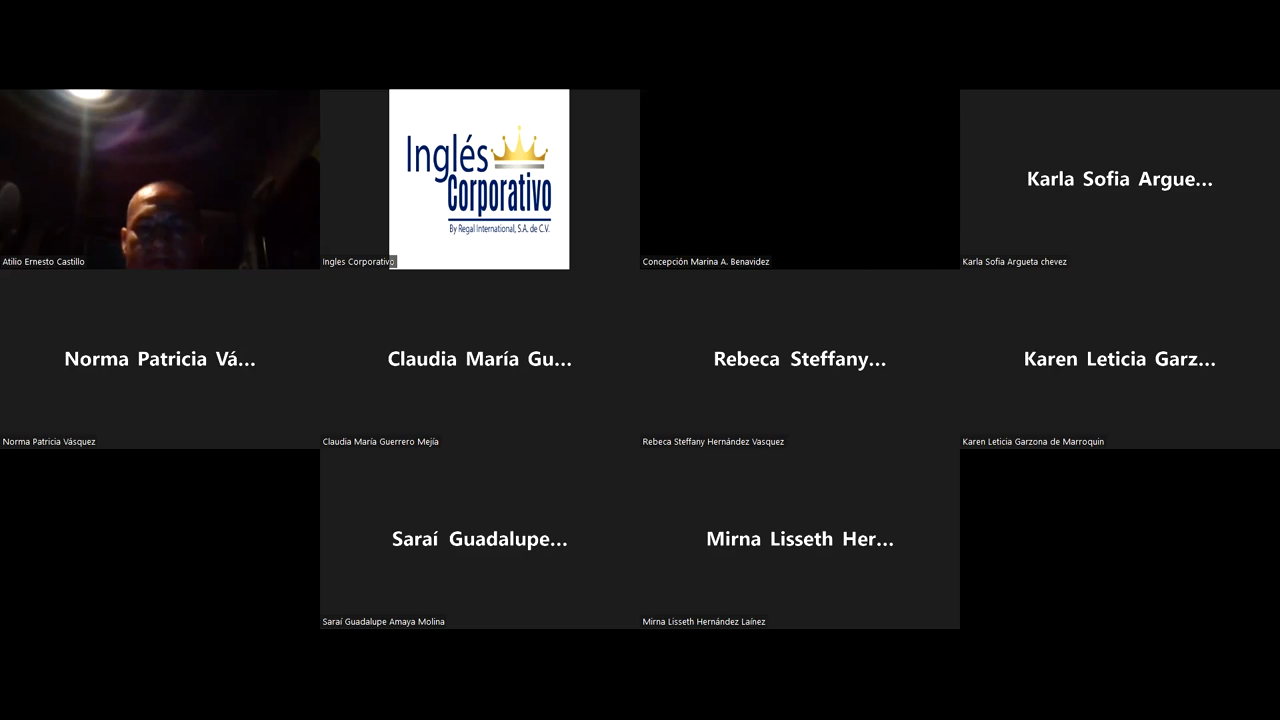 Inglés
Corporativo
By Regal International, S.A. de C.V.
Karla Sofia Argue...
Atilio Ernesto Castillo
Ingles Corporativo
Concepción Marina A. Benavidez
Karla Sofia Argueta chevez
Norma Patricia Vá...
Claudia María Gu...
Rebeca Steffany...
Karen Leticia Garz...
Norma Patricia Vásquez
Claudia María Guerrero Mejía
Rebeca Steffany Hernández Vasquez
Karen Leticia Garzona de Marroquin
Saraí Guadalupe...
Mirna Lisseth Her...
Saraí Guadalupe Amaya Molina
Mirna Lisseth Hernández Laínez